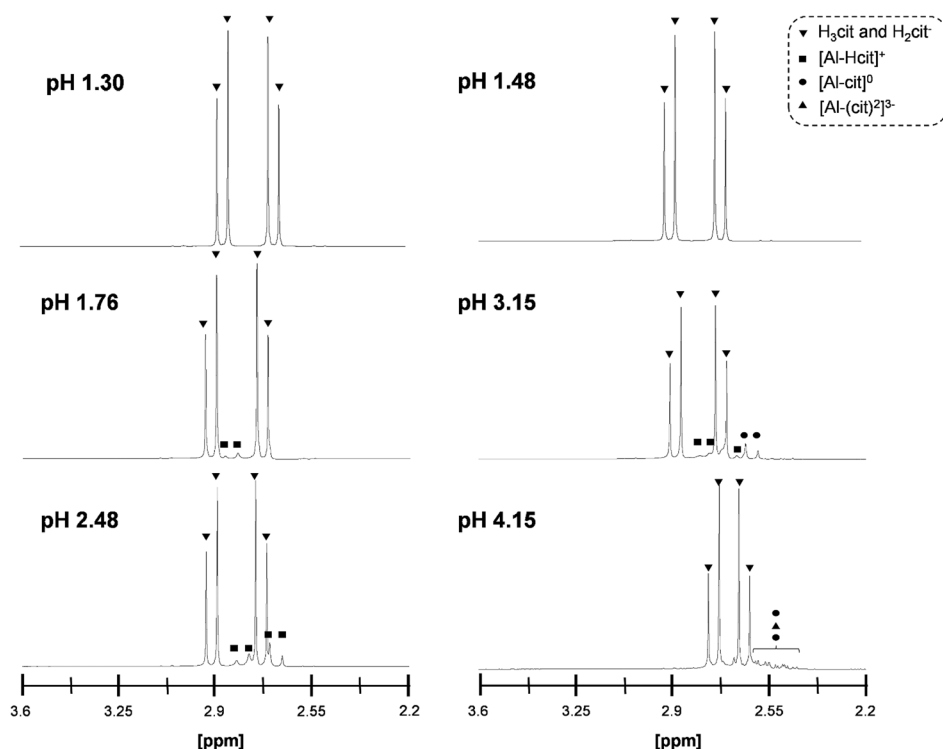 pH 1.30
pH 1.48
H₃cit and H₂cit⁻
[Al-Hcit]⁺
[Al-cit]⁰
[Al-(cit)²]³⁻
pH 1.76
pH 3.15
pH 2.48
pH 4.15
3.6 3.25 2.9 2.55 2.2
[ppm]
3.6 3.25 2.9 2.55 2.2
[ppm]